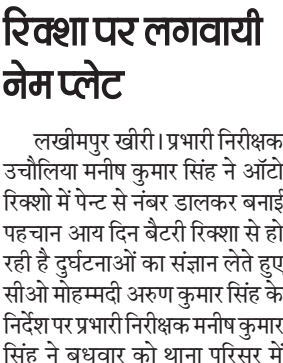 रिक्शा पर लगवायी
नेम प्लेट
लखीमपुर खीरी। प्रभारी निरीक्षक
उचौलिया मनीष कुमार सिंह ने ऑटो
रिक्शो में पेन्ट से नंबर डालकर बनाई
पहचान आय दिन बैटरी रिक्शा से हो
रही है दुर्घटनाओं का संज्ञान लेते हुए
सीओ मोहम्मदी अरुण कुमार सिंह के
निर्देश पर प्रभारी निरीक्षक मनीष कुमार
सिंह ने बुधवार को थाना परिसर में